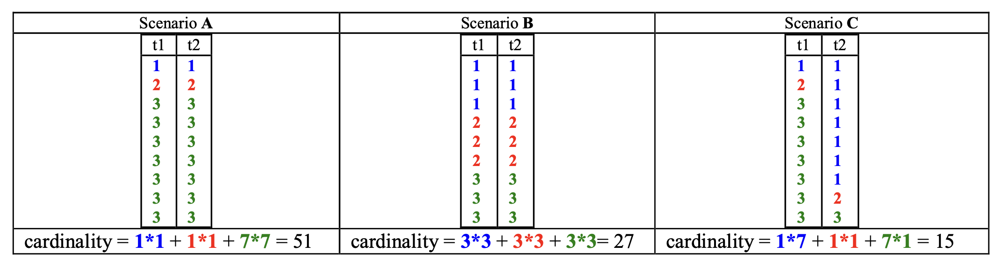 Scenario A Scenario B Scenario C
t1 t2 t1 t2 t1 t2
1 1 1 1 1 1
2 2 1 1 2 1
3 3 1 1 3 1
3 3 2 2 3 1
3 3 2 2 3 1
3 3 2 2 3 1
3 3 3 3 3 1
3 3 3 3 3 2
3 3 3 3 3 3
cardinality = 1*1 + 1*1 + 7*7 = 51 cardinality = 3*3 + 3*3 + 3*3= 27 cardinality = 1*7 + 1*1 + 7*1 = 15